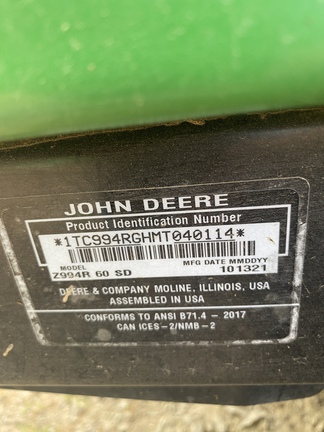 JOHN DEERE
Product Identification Number
*1TC994RGHMT040114*
MODEL MFG DATE MMDDYY
Z994R 60 SD 101321
DEERE & COMPANY MOLINE, ILLINOIS, USA
ASSEMBLED IN USA
CONFORMS TO ANSI B71.4 - 2017
CAN ICES-2/NMB-2